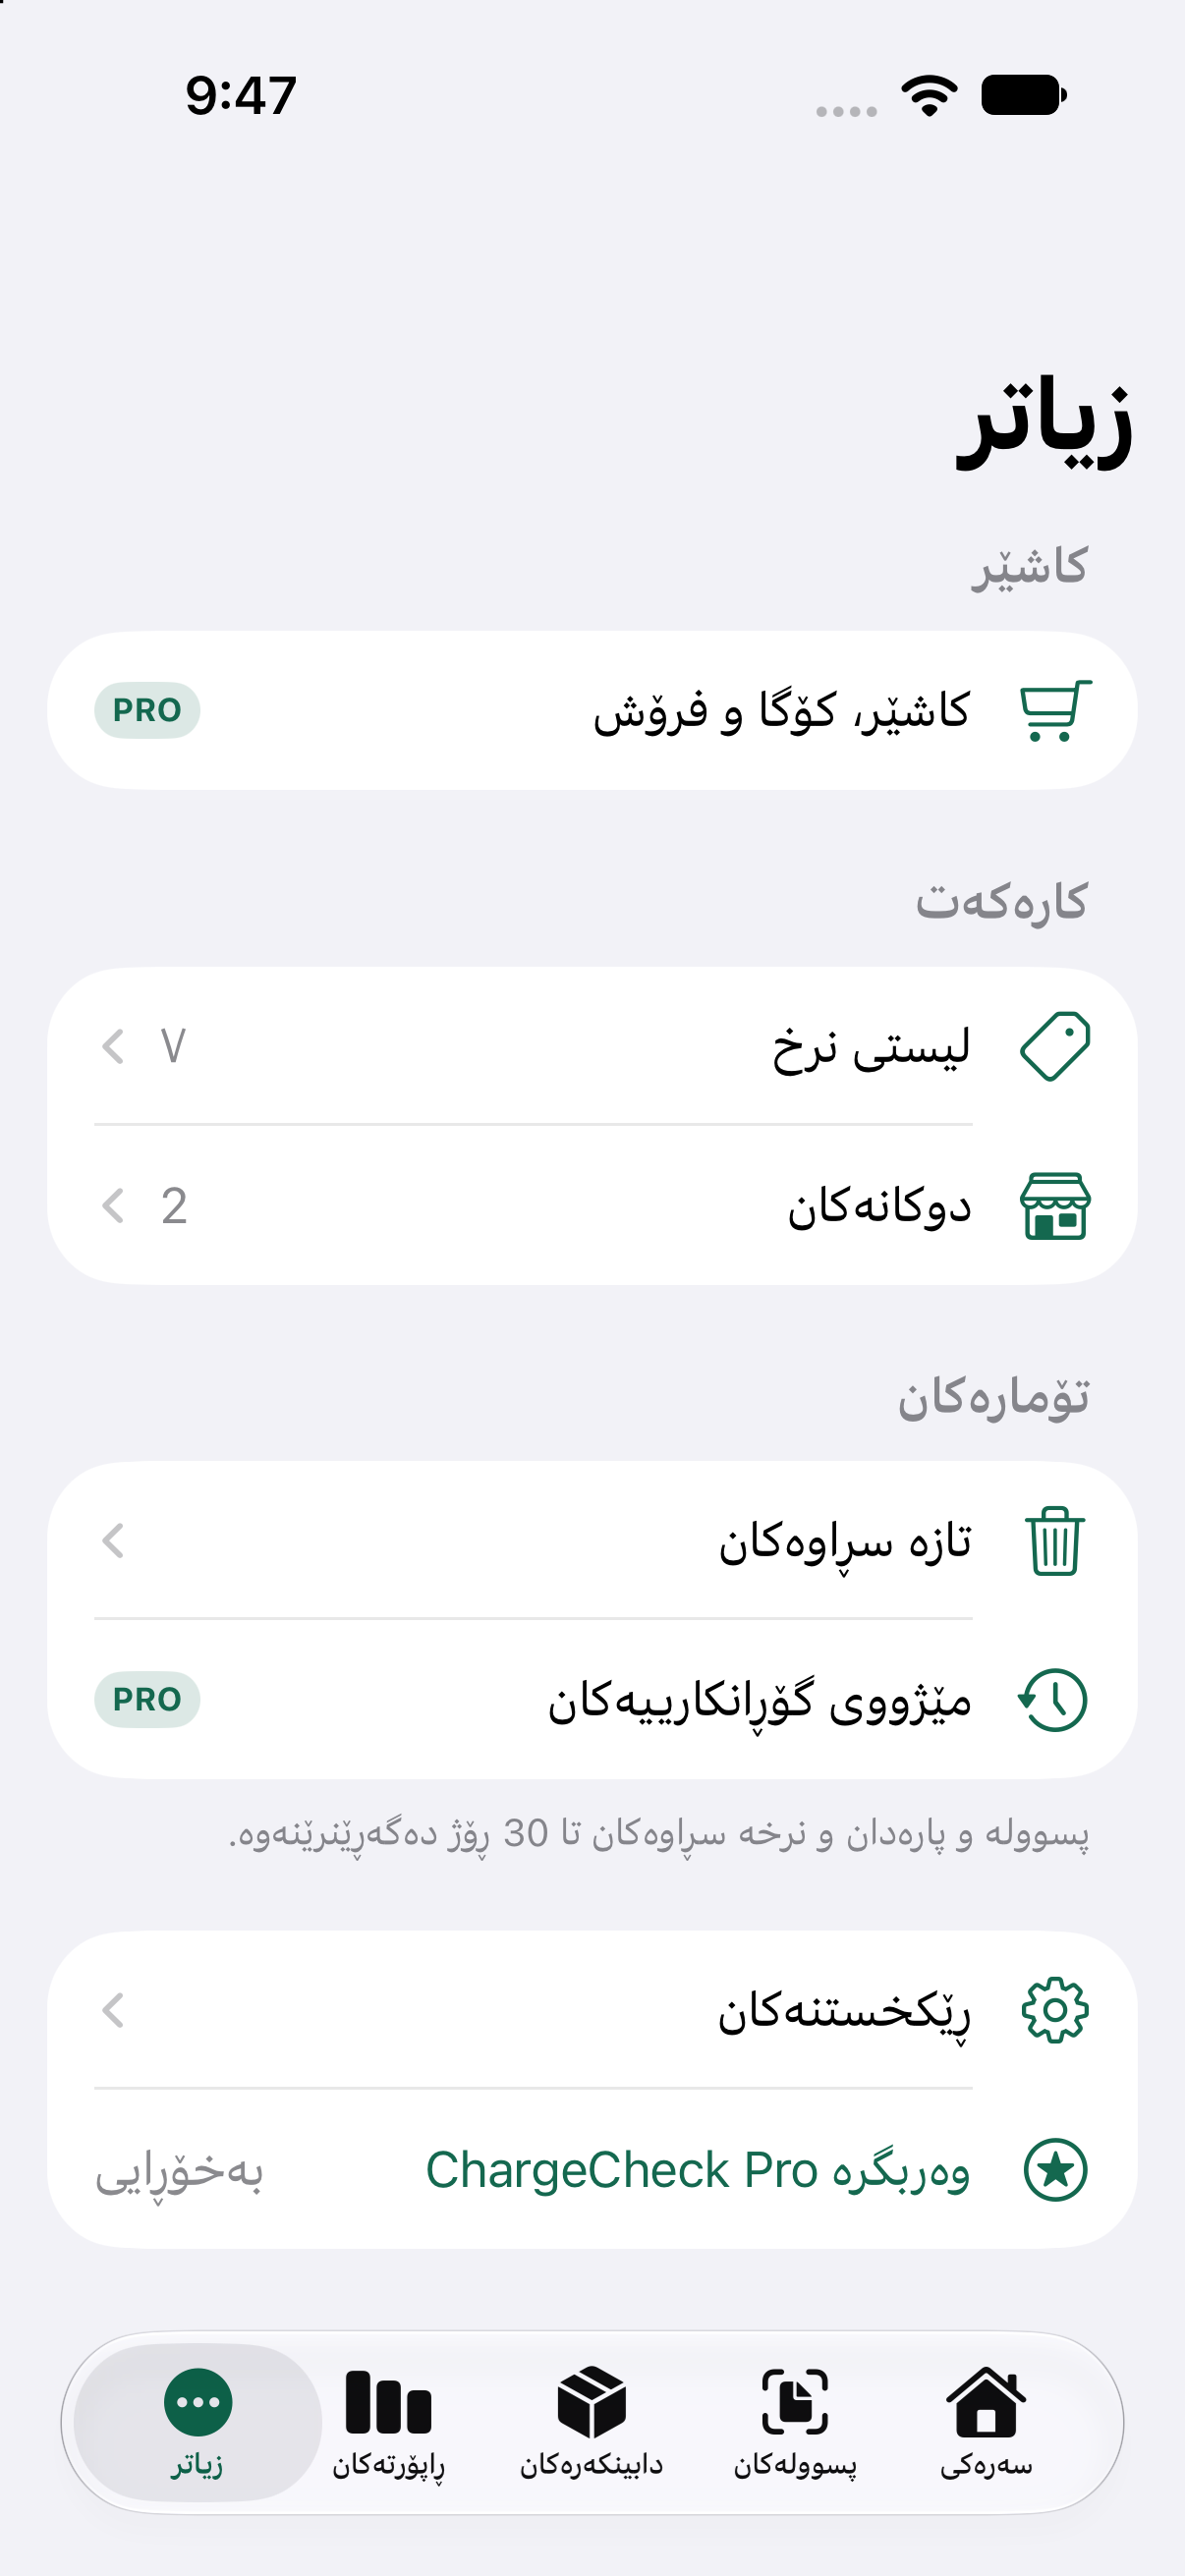 9:47
زیاتر
کاشێر
کاشێر، کۆگا و فرۆش
PRO
کارەکەت
لیستی نرخ
٧
دوکانەکان
2
تۆمارەکان
تازە سڕاوەکان
مێژووی گۆڕانکارییەکان
PRO
پسوولە و پارەدان و نرخە سڕاوەکان تا 30 ڕۆژ دەگەڕێنرێنەوە.
ڕێکخستنەکان
وەربگرە ChargeCheck Pro
بەخۆڕایی
سەرەکی
پسوولەکان
دابینکەرەکان
ڕاپۆرتەکان
زیاتر